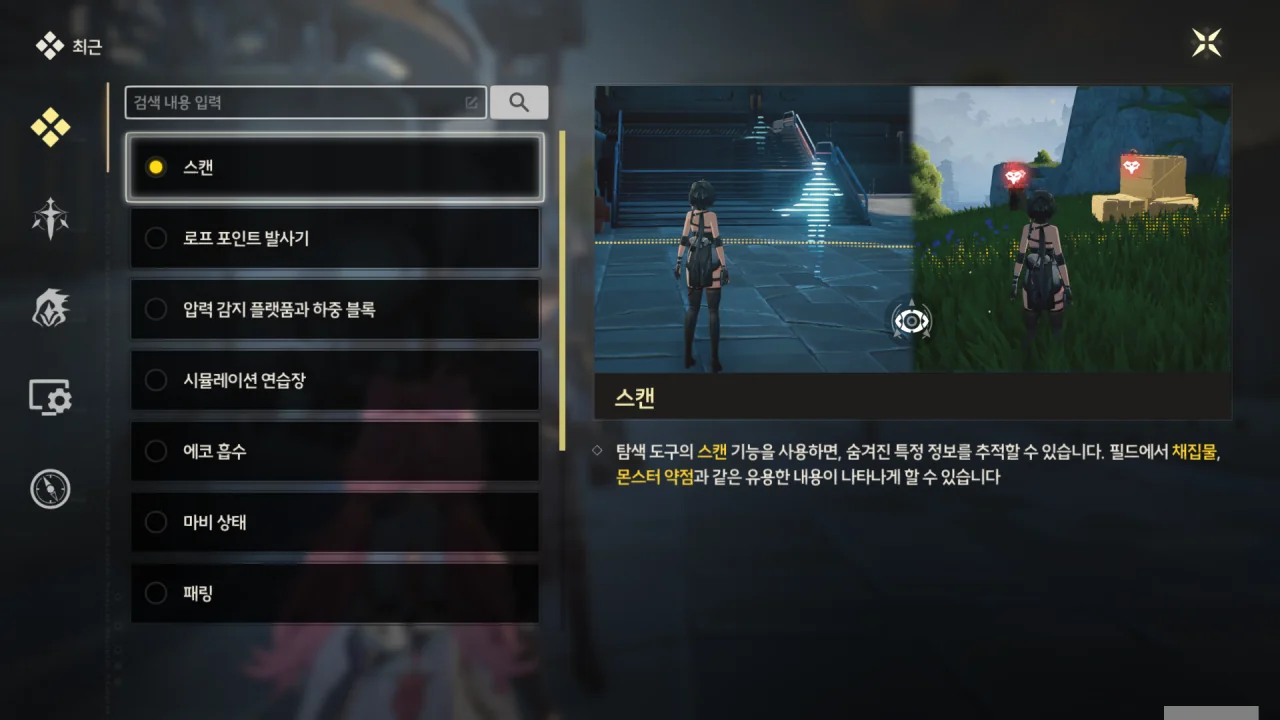 최근
검색 내용 입력
스캔
로프 포인트 발사기
압력 감지 플랫폼과 하중 블록
시뮬레이션 연습장
에코 흡수
마비 상태
패링
스캔
탐색 도구의 스캔 기능을 사용하면, 숨겨진 특정 정보를 추적할 수 있습니다. 필드에서 채집물,
몬스터 약점과 같은 유용한 내용이 나타나게 할 수 있습니다